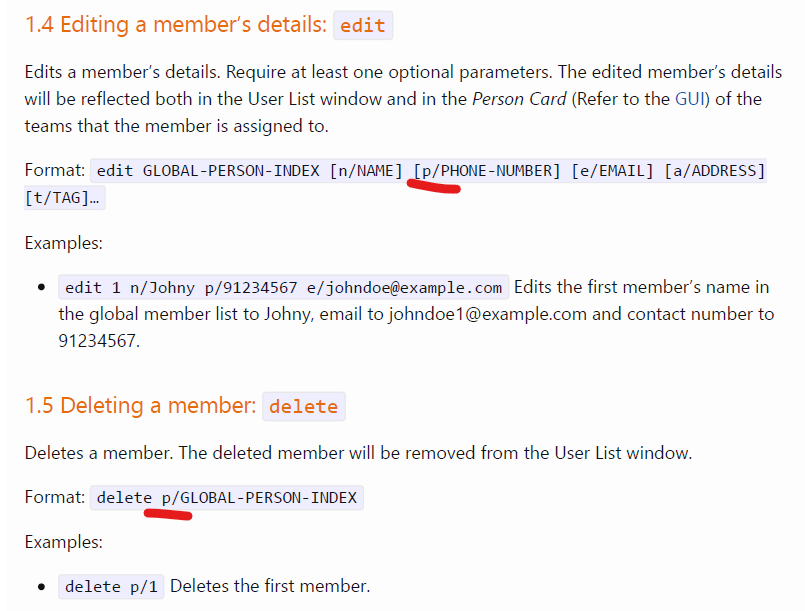 1.4 Editing a member's details: edit
Edits a member's details. Require at least one optional parameters. The edited member's details
will be reflected both in the User List window and in the Person Card (Refer to the GUI) of the
teams that the member is assigned to.
Format: edit GLOBAL-PERSON-INDEX [n/NAME] [p/PHONE-NUMBER] [e/EMAIL] [a/ADDRESS]
[t/TAG]…
Examples:
• edit 1 n/Johny p/91234567 e/johndoe@example.com Edits the first member's name in
the global member list to Johny, email to johndoe1@example.com and contact number to
91234567.
1.5 Deleting a member: delete
Deletes a member. The deleted member will be removed from the User List window.
Format: delete p/GLOBAL-PERSON-INDEX
Examples:
• delete p/1 Deletes the first member.